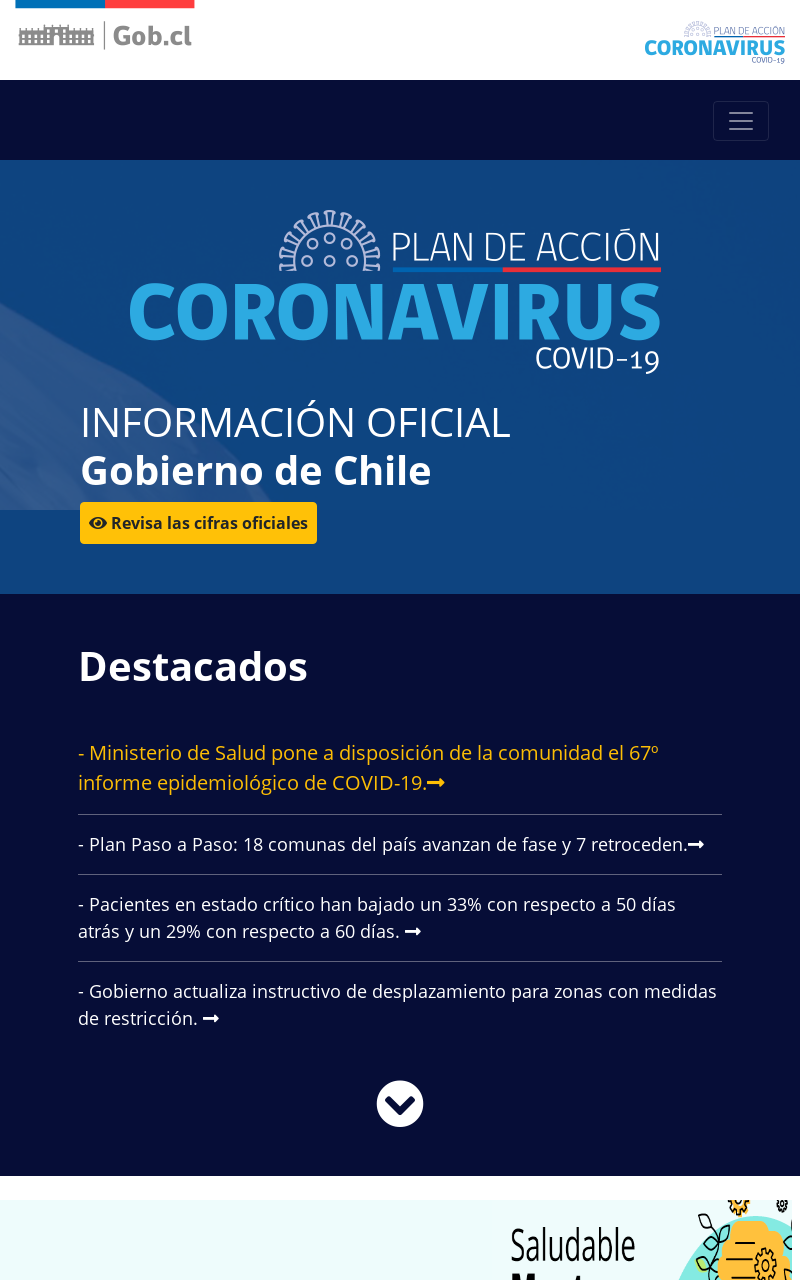 Gob.cl
PLAN DE ACCIÓN
CORONAVIRUS
COVID-19
PLAN DE ACCIÓN
CORONAVIRUS
COVID-19
INFORMACIÓN OFICIAL
Gobierno de Chile
Revisa las cifras oficiales
Destacados
- Ministerio de Salud pone a disposición de la comunidad el 67º
informe epidemiológico de COVID-19.
- Plan Paso a Paso: 18 comunas del país avanzan de fase y 7 retroceden.
- Pacientes en estado crítico han bajado un 33% con respecto a 50 días
atrás y un 29% con respecto a 60 días.
- Gobierno actualiza instructivo de desplazamiento para zonas con medidas
de restricción.
Saludable